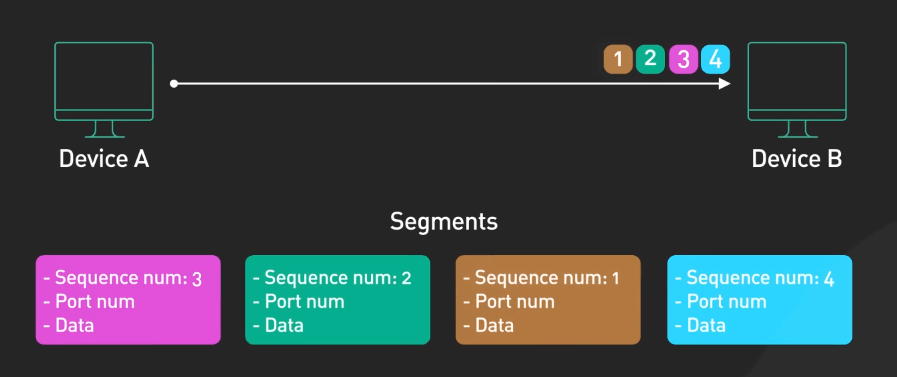 1 2 3 4
Device A
Device B
Segments
- Sequence num: 3
- Port num
- Data
- Sequence num: 2
- Port num
- Data
- Sequence num: 1
- Port num
- Data
- Sequence num: 4
- Port num
- Data